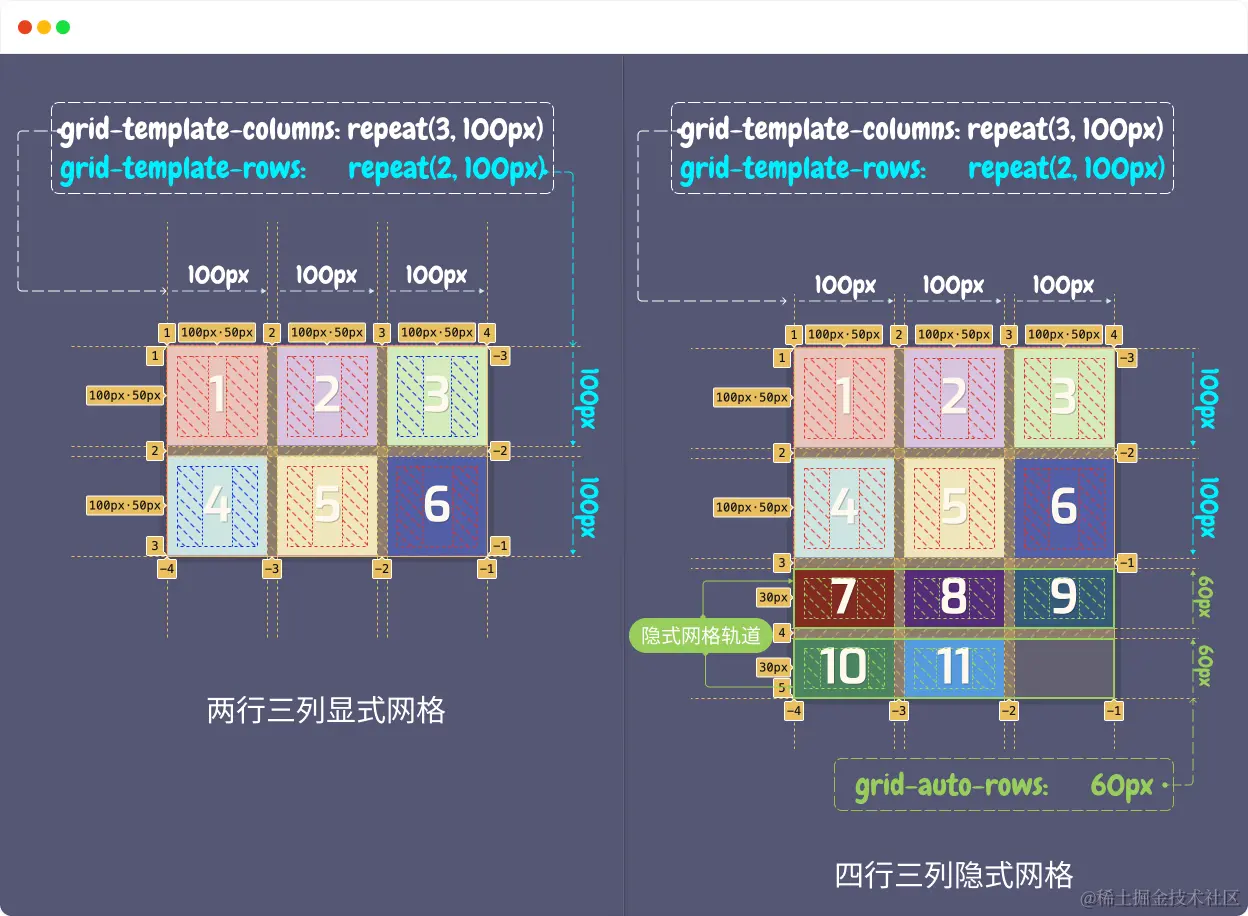 grid-template-columns: repeat(3, 100px)
grid-template-rows: repeat(2, 100px)
100px 100px 100px
1 100px·50px 2 100px·50px 3 100px·50px 4
1 -3
100px·50px 1 2 3 100px
2 -2
100px·50px 4 5 6 100px
3 -1
-4 -3 -2 -1
两行三列显式网格
grid-template-columns: repeat(3, 100px)
grid-template-rows: repeat(2, 100px)
100px 100px 100px
1 100px·50px 2 100px·50px 3 100px·50px 4
1 -3
100px·50px 1 2 3 100px
2 -2
100px·50px 4 5 6 100px
3 -1
30px 7 8 9 60px
隐式网格轨道 4
30px 10 11 60px
5
-4 -3 -2 -1
grid-auto-rows: 60px
四行三列隐式网格
@稀土掘金技术社区